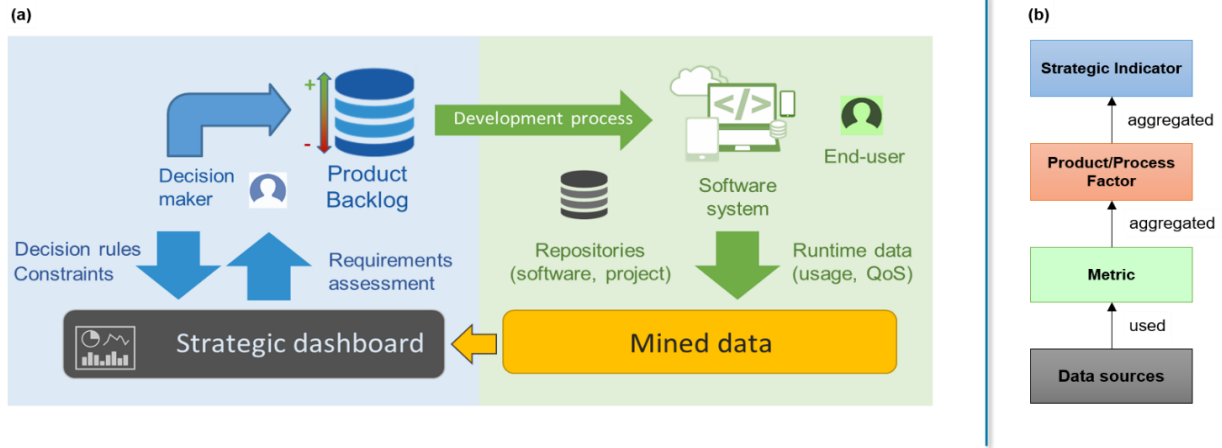 (a)
+
-
Product
Backlog
Decision
maker
Development process
</>
End-user
Software
system
Decision rules
Constraints
Requirements
assessment
Repositories
(software, project)
Runtime data
(usage, QoS)
Strategic dashboard
Mined data
(b)
Strategic Indicator
aggregated
Product/Process
Factor
aggregated
Metric
used
Data sources